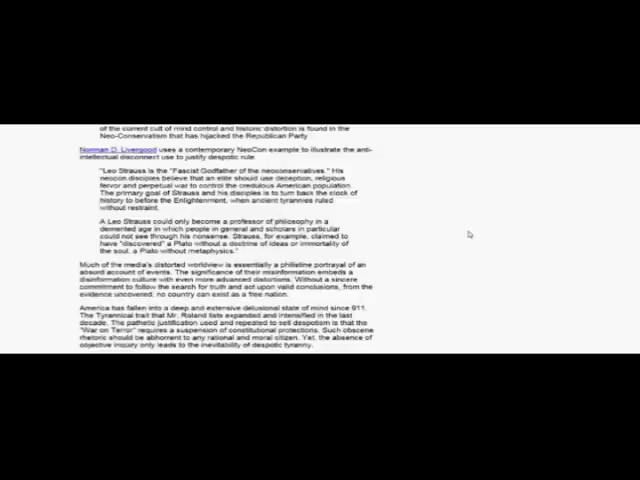 of the current cult of mind control and historic distortion is found in the
Neo-Conservatism that has hijacked the Republican Party
Norman D. Livergood uses a contemporary NeoCon example to illustrate the anti-
intellectual disconnect use to justify despotic rule.
"Leo Strauss is the "Fascist Godfather of the neoconservatives." His
neocon disciples believe that an elite should use deception, religious
fervor and perpetual war to control the credulous American population.
The primary goal of Strauss and his disciples is to turn back the clock of
history to before the Enlightenment, when ancient tyrannies ruled
without restraint.
A Leo Strauss could only become a professor of philosophy in a
demented age in which people in general and scholars in particular
could not see through his nonsense. Strauss, for example, claimed to
have "discovered" a Plato without a doctrine of ideas or immortality of
the soul, a Plato without metaphysics."
Much of the media's distorted worldview is essentially a philistine portrayal of an
absurd account of events. The significance of their misinformation embeds a
disinformation culture with even more advanced distortions. Without a sincere
commitment to follow the search for truth and act upon valid conclusions, from the
evidence uncovered, no country can exist as a free nation.
America has fallen into a deep and extensive delusional state of mind since 911.
The Tyrannical trait that Mr. Roland lists expanded and intensified in the last
decade. The pathetic justification used and repeated to sell despotism is that the
"War on Terror" requires a suspension of constitutional protections. Such obscene
rhetoric should be abhorrent to any rational and moral citizen. Yet, the absence of
objective inquiry only leads to the inevitability of despotic tyranny.